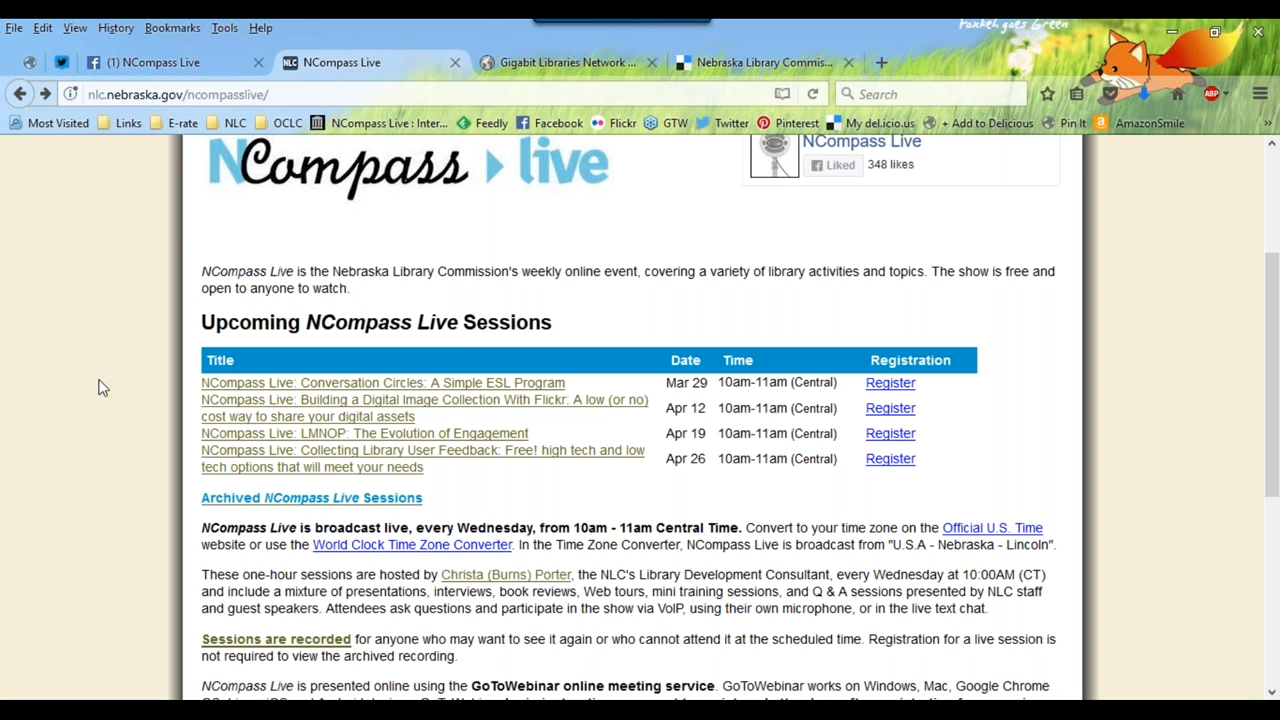 Foxkeh goes Green
File Edit View History Bookmarks Tools Help
(1) NCompass Live NLC NCompass Live Gigabit Libraries Network ... Nebraska Library Commis...
nlc.nebraska.gov/ncompasslive/ Search ABP
Most Visited Links E-rate NLC OCLC NCompass Live : Inter... Feedly Facebook Flickr GTW Twitter Pinterest My del.icio.us + Add to Delicious Pin It AmazonSmile
NCompass live
NCompass Live
Liked 348 likes
NCompass Live is the Nebraska Library Commission's weekly online event, covering a variety of library activities and topics. The show is free and
open to anyone to watch.
Upcoming NCompass Live Sessions
Title Date Time Registration
NCompass Live: Conversation Circles: A Simple ESL Program Mar 29 10am-11am (Central) Register
NCompass Live: Building a Digital Image Collection With Flickr: A low (or no)
cost way to share your digital assets Apr 12 10am-11am (Central) Register
NCompass Live: LMNOP: The Evolution of Engagement Apr 19 10am-11am (Central) Register
NCompass Live: Collecting Library User Feedback: Free! high tech and low
tech options that will meet your needs Apr 26 10am-11am (Central) Register
Archived NCompass Live Sessions
NCompass Live is broadcast live, every Wednesday, from 10am - 11am Central Time. Convert to your time zone on the Official U.S. Time
website or use the World Clock Time Zone Converter. In the Time Zone Converter, NCompass Live is broadcast from "U.S.A - Nebraska - Lincoln".
These one-hour sessions are hosted by Christa (Burns) Porter, the NLC's Library Development Consultant, every Wednesday at 10:00AM (CT)
and include a mixture of presentations, interviews, book reviews, Web tours, mini training sessions, and Q & A sessions presented by NLC staff
and guest speakers. Attendees ask questions and participate in the show via VoIP, using their own microphone, or in the live text chat.
Sessions are recorded for anyone who may want to see it again or who cannot attend it at the scheduled time. Registration for a live session is
not required to view the archived recording.
NCompass Live is presented online using the GoToWebinar online meeting service. GoToWebinar works on Windows, Mac, Google Chrome